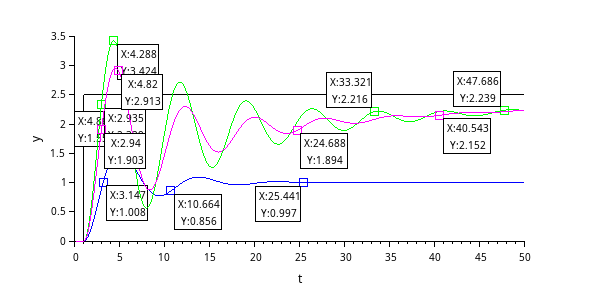 3.5
3
2.5
2
1.5
1
0.5
0
y
0
5
10
15
20
25
30
35
40
45
50
t
X:4.288
Y:3.424
X:4.82
Y:2.913
X:2.94
Y:1.903
X:3.147
Y:1.008
X:10.664
Y:0.856
X:25.441
Y:0.997
X:24.688
Y:1.894
X:33.321
Y:2.216
X:40.543
Y:2.152
X:47.686
Y:2.239